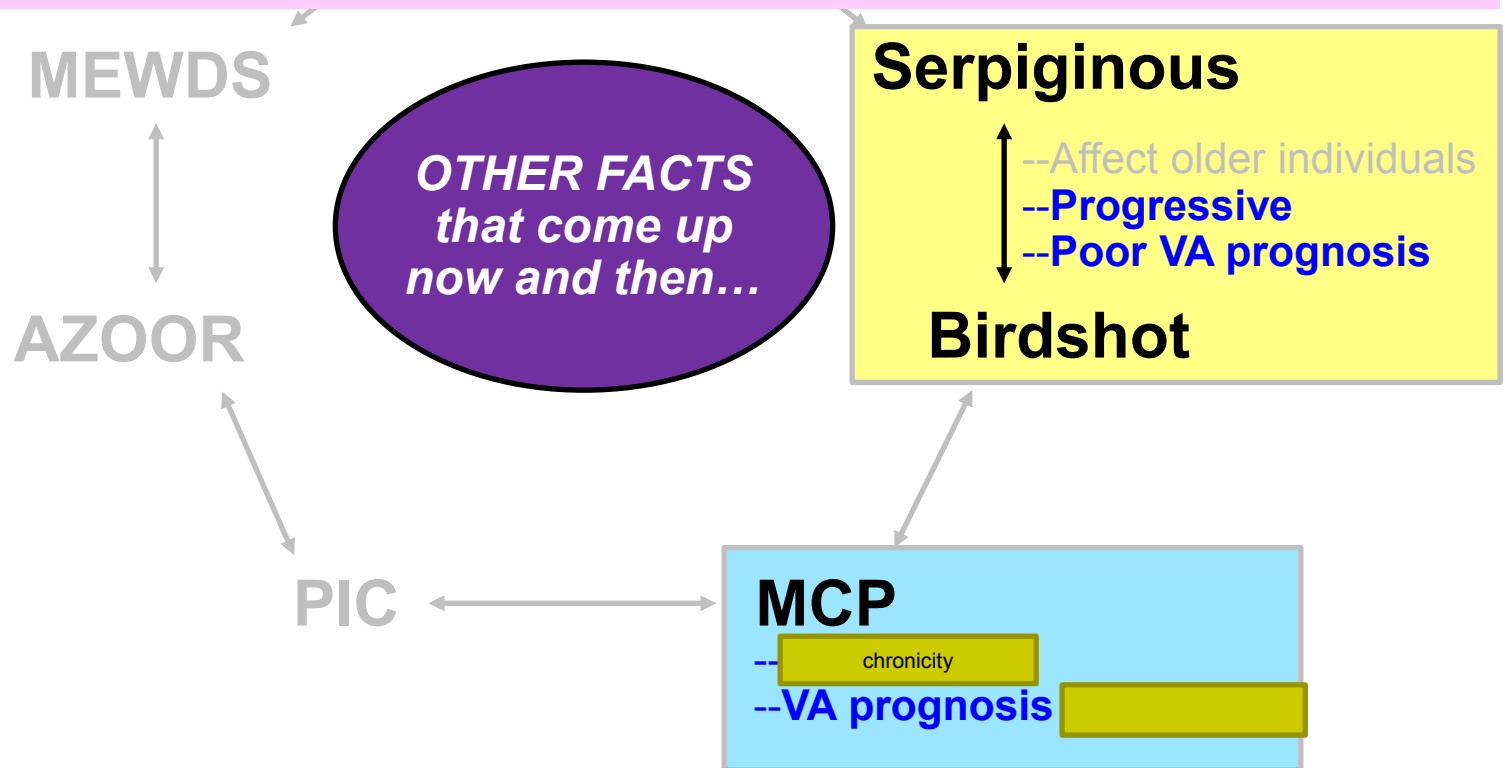 MEWDS
AZOOR
OTHER FACTS
that come up
now and then…
Serpiginous
--Affect older individuals
--Progressive
--Poor VA prognosis
Birdshot
PIC
MCP
--chronicity
--VA prognosis